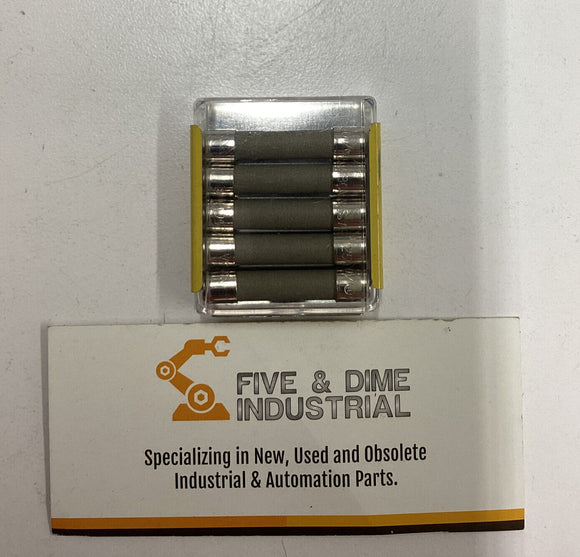 FIVE & DIME
INDUSTRIAL
Specializing in New, Used and Obsolete
Industrial & Automation Parts.